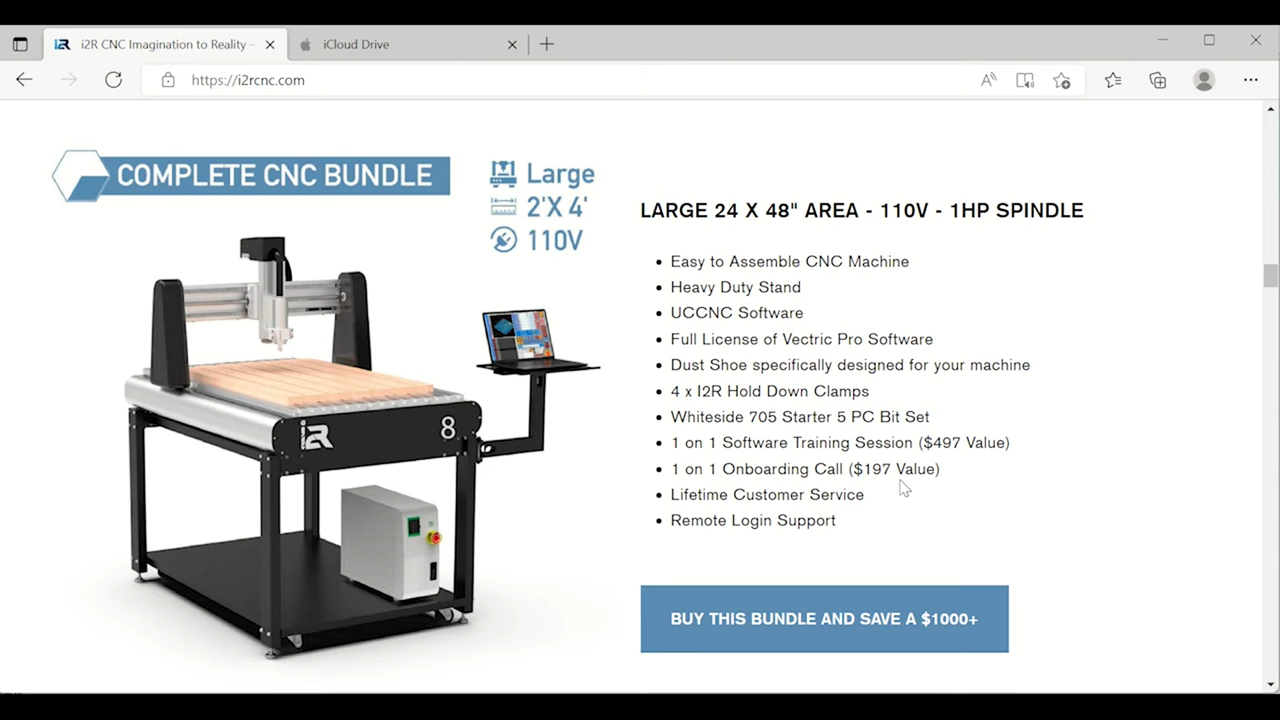 i2R CNC Imagination to Reality –
iCloud Drive
https://i2rcnc.com
COMPLETE CNC BUNDLE
Large
2'X 4'
110V
i2R
8
LARGE 24 X 48" AREA - 110V - 1HP SPINDLE
Easy to Assemble CNC Machine
Heavy Duty Stand
UCCNC Software
Full License of Vectric Pro Software
Dust Shoe specifically designed for your machine
4 x I2R Hold Down Clamps
Whiteside 705 Starter 5 PC Bit Set
1 on 1 Software Training Session ($497 Value)
1 on 1 Onboarding Call ($197 Value)
Lifetime Customer Service
Remote Login Support
BUY THIS BUNDLE AND SAVE A $1000+